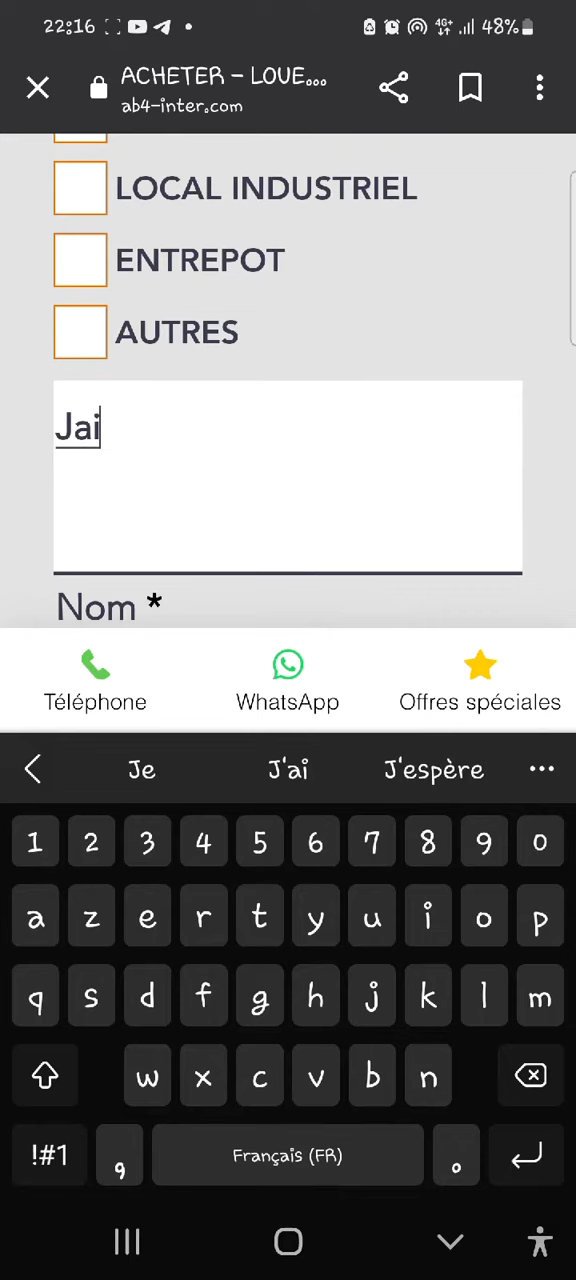 22:16 4G+ 48%
ACHETER – LOUE...
ab4-inter.com
LOCAL INDUSTRIEL
ENTREPOT
AUTRES
Jai
Nom *
Téléphone WhatsApp Offres spéciales
Je J'ai J'espère
1 2 3 4 5 6 7 8 9 0
a z e r t y u i o p
q s d f g h j k l m
w x c v b n
!#1 , Français (FR) .